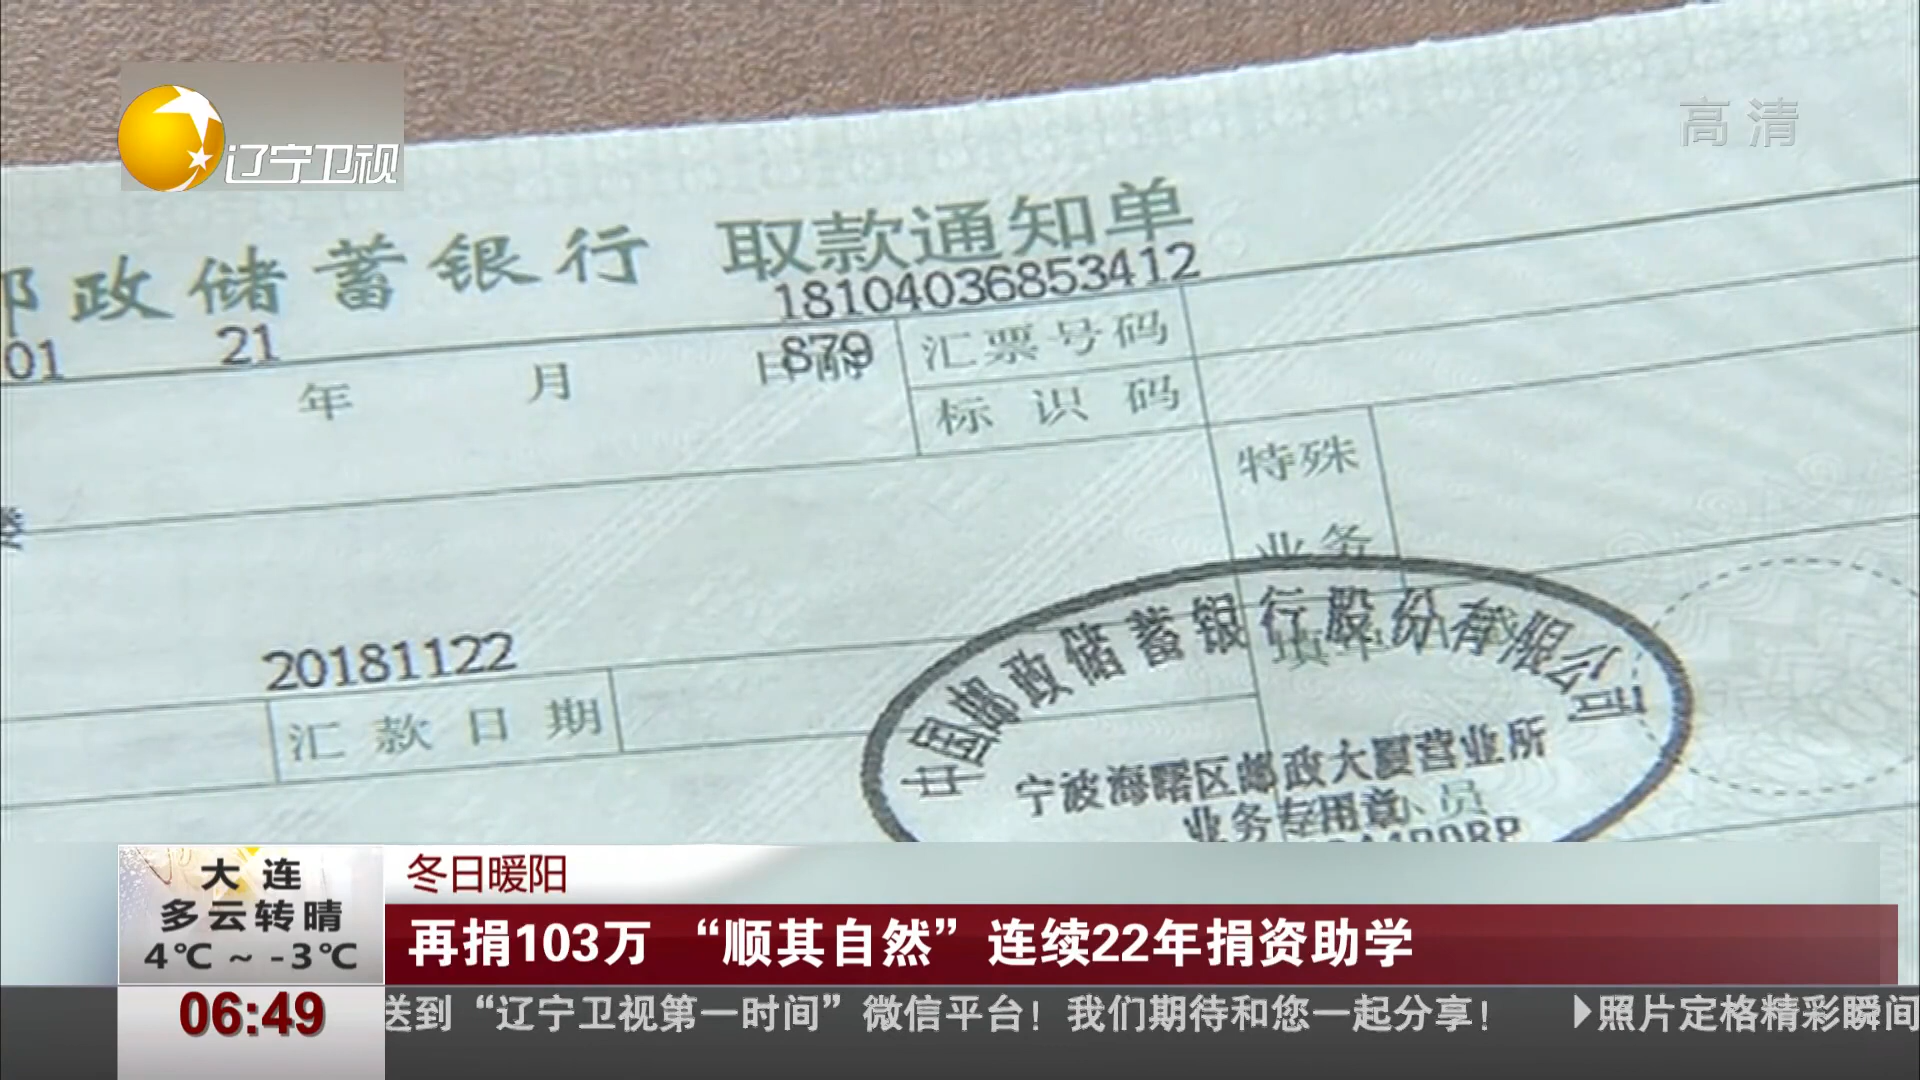 辽宁卫视
高清
邮政储蓄银行 取款通知单
18104036853412
01 21 879
年 月 日
汇票号码
标识码
特殊
业务
20181122
汇款日期
中国邮政储蓄银行股份有限公司
宁波海曙区邮政大厦营业所
业务专用章
员
大连
多云转晴
4℃~-3℃
冬日暖阳
再捐103万 “顺其自然”连续22年捐资助学
06:49
送到“辽宁卫视第一时间”微信平台！我们期待和您一起分享！ ▶照片定格精彩瞬间